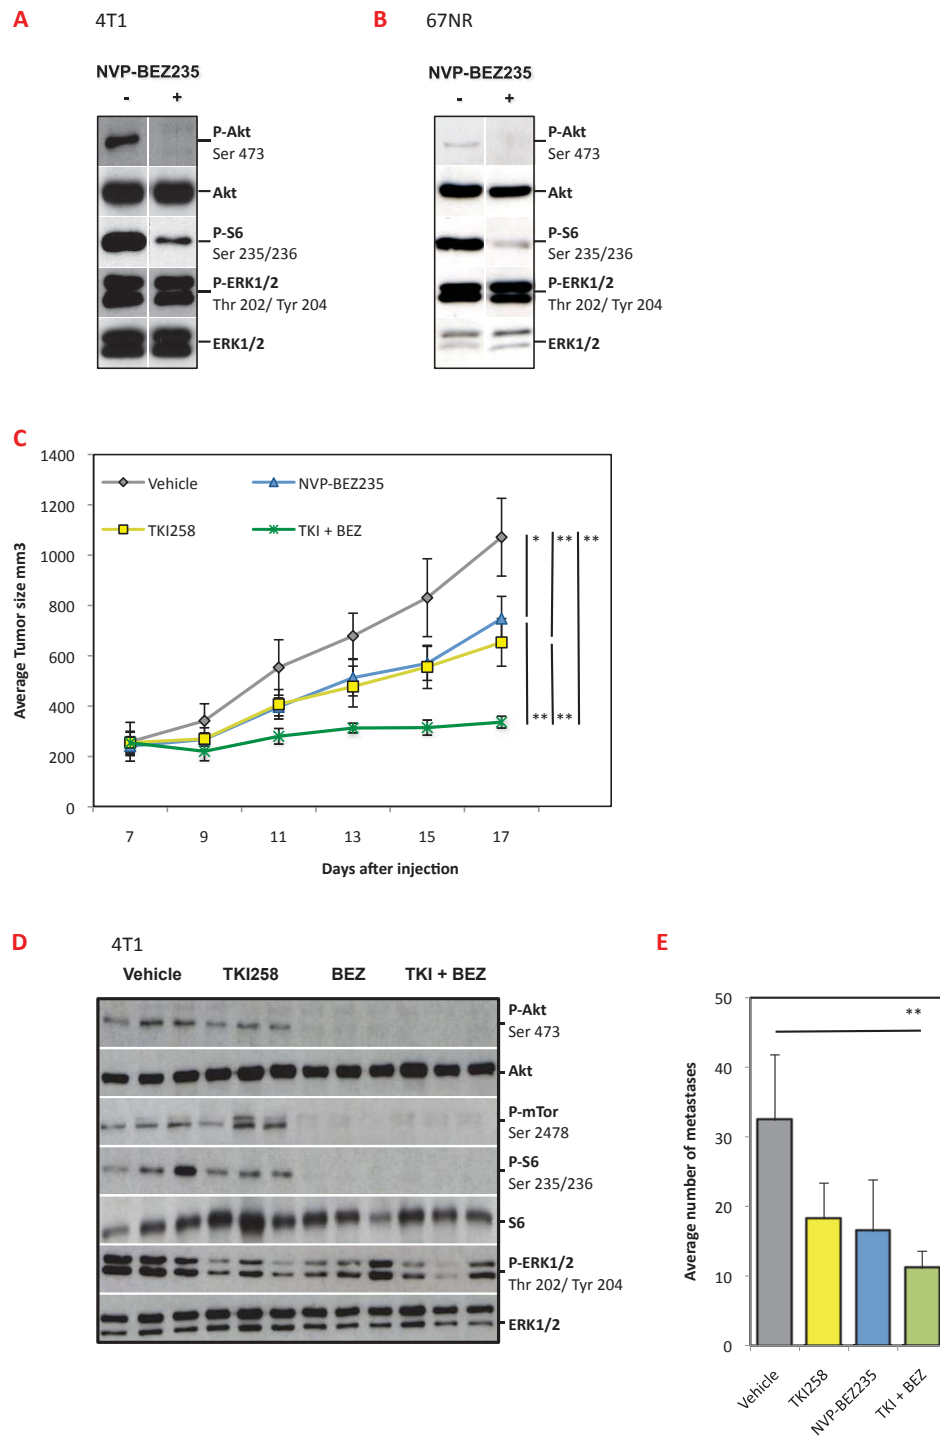 A 4T1
NVP-BEZ235
- +
P-Akt
Ser 473
Akt
P-S6
Ser 235/236
P-ERK1/2
Thr 202/ Tyr 204
ERK1/2
B 67NR
NVP-BEZ235
- +
P-Akt
Ser 473
Akt
P-S6
Ser 235/236
P-ERK1/2
Thr 202/ Tyr 204
ERK1/2
C
Average Tumor size mm3
1400
1200
1000
800
600
400
200
0
Vehicle NVP-BEZ235
TKI258 TKI + BEZ
* ** **
** **
7 9 11 13 15 17
Days after injection
D 4T1
Vehicle TKI258 BEZ TKI + BEZ
P-Akt
Ser 473
Akt
P-mTor
Ser 2478
P-S6
Ser 235/236
S6
P-ERK1/2
Thr 202/ Tyr 204
ERK1/2
E
Average number of metastases
50
40
30
20
10
0
**
Vehicle TKI258 NVP-BEZ235 TKI + BEZ